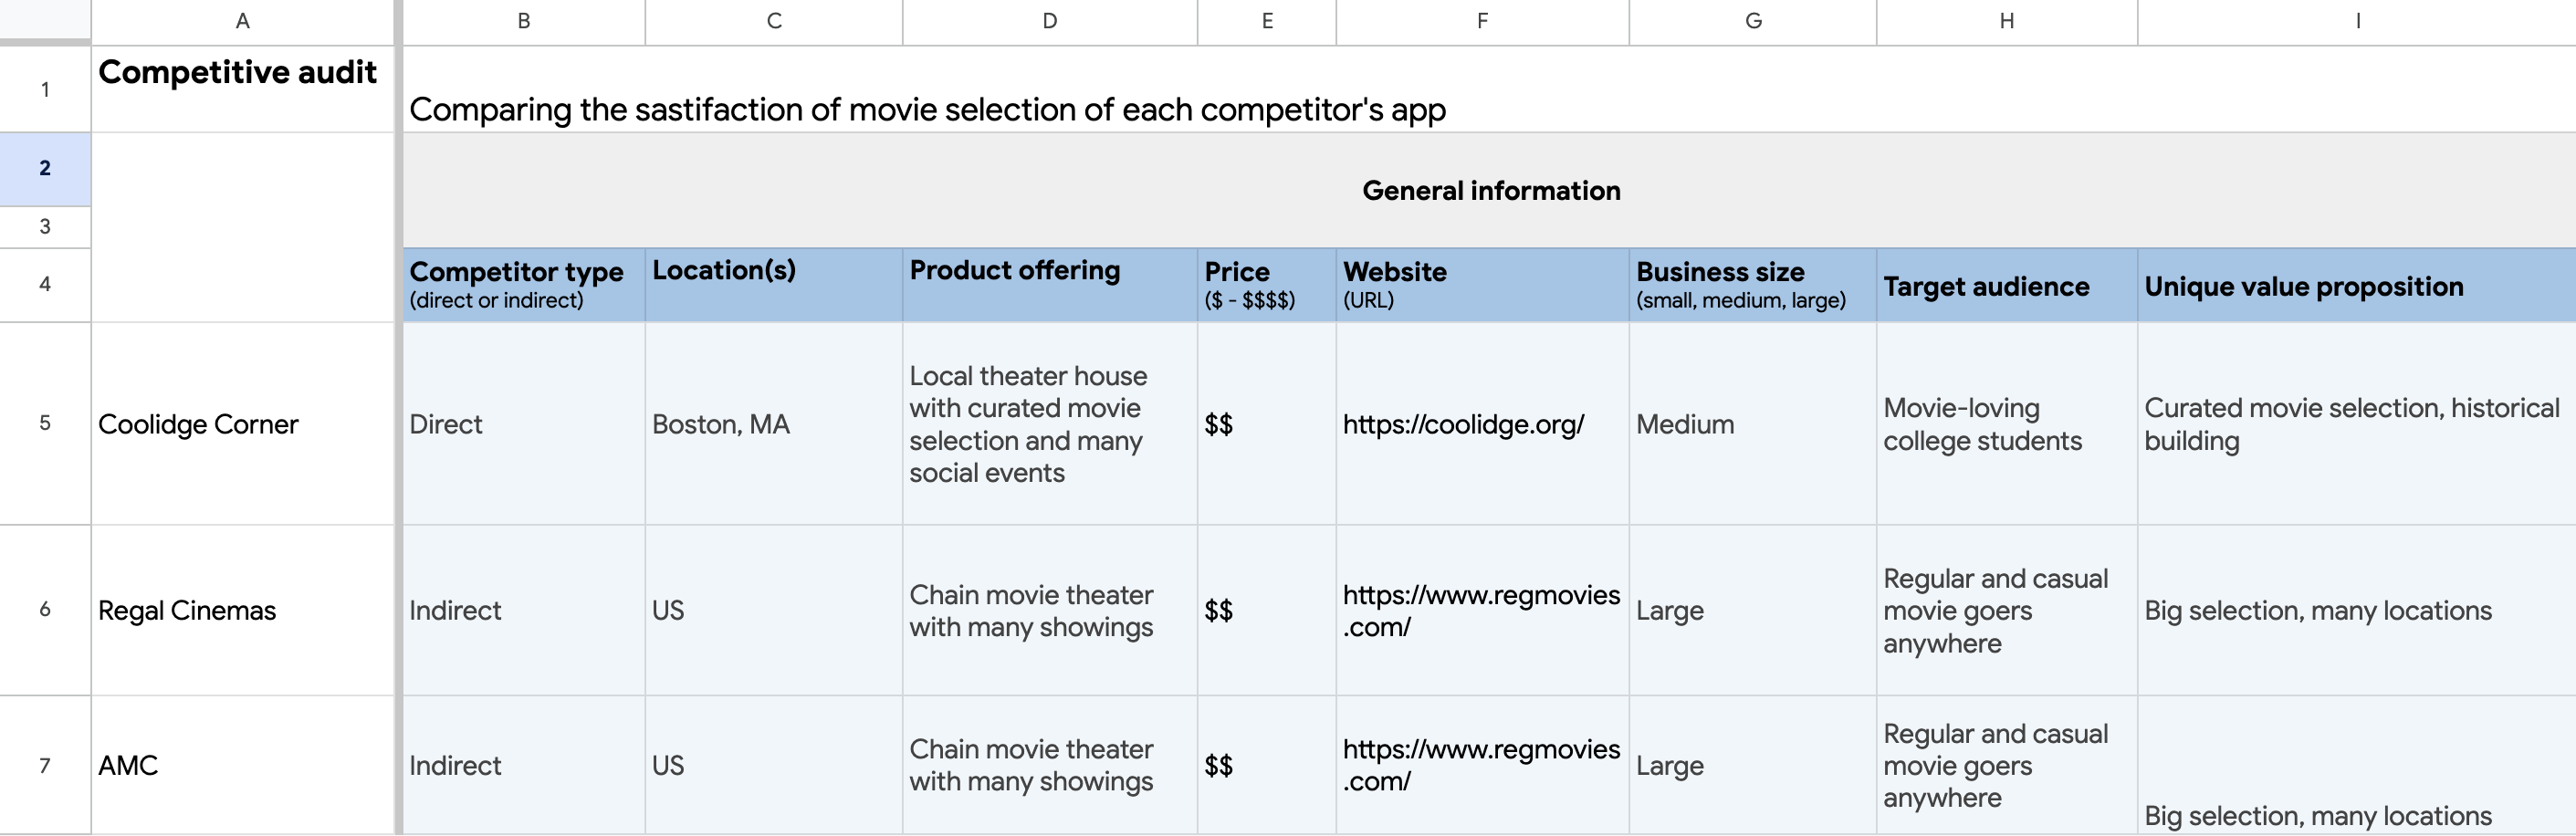 A B C D E F G H I
1 Competitive audit
Comparing the sastifaction of movie selection of each competitor's app
2
General information
3
4 Competitor type Location(s) Product offering Price Website Business size Target audience Unique value proposition
(direct or indirect) ($ - $$$$) (URL) (small, medium, large)
5 Coolidge Corner
Direct
Boston, MA
Local theater house
with curated movie
selection and many
social events
$$
https://coolidge.org/
Medium
Movie-loving
college students
Curated movie selection, historical
building
6 Regal Cinemas
Indirect
US
Chain movie theater
with many showings
$$
https://www.regmovies
.com/
Large
Regular and casual
movie goers
anywhere
Big selection, many locations
7 AMC
Indirect
US
Chain movie theater
with many showings
$$
https://www.regmovies
.com/
Large
Regular and casual
movie goers
anywhere
Big selection, many locations